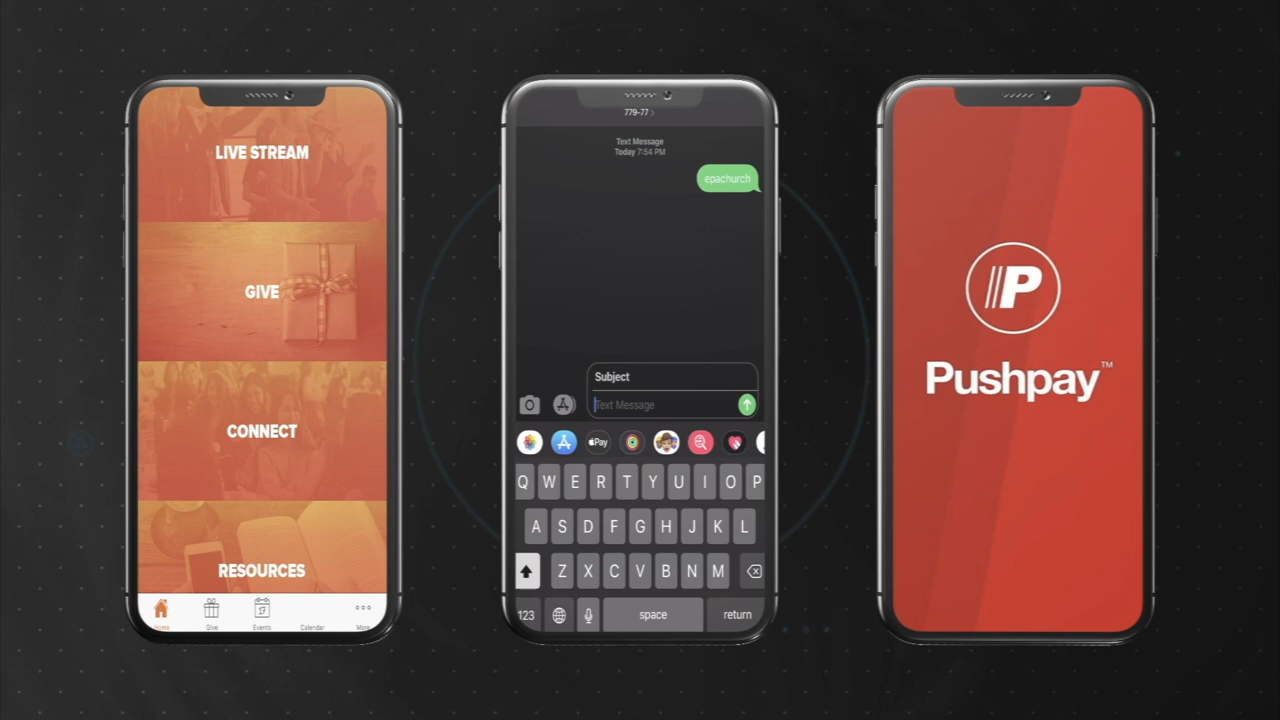 LIVE STREAM
GIVE
CONNECT
RESOURCES
Home Give Events Calendar More
17
779-77 >
Text Message
Today 7:54 PM
epachurch
Subject
Text Message
Pay
Q W E R T Y U I O P
A S D F G H J K L
Z X C V B N M
123 space return
P
Pushpay™